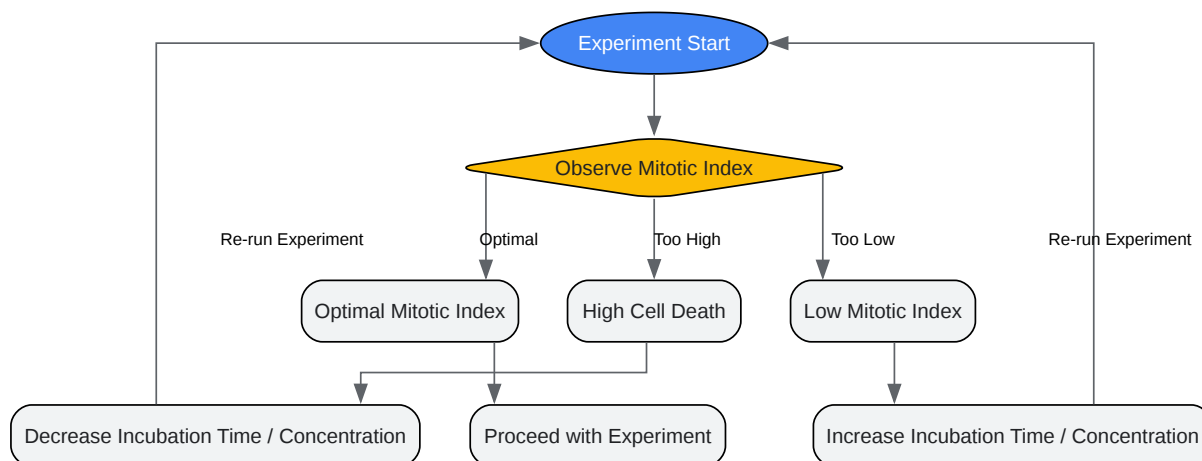 Experiment Start
Observe Mitotic Index
Re-run Experiment
Optimal
Too High
Too Low
Re-run Experiment
Optimal Mitotic Index
High Cell Death
Low Mitotic Index
Decrease Incubation Time / Concentration
Proceed with Experiment
Increase Incubation Time / Concentration